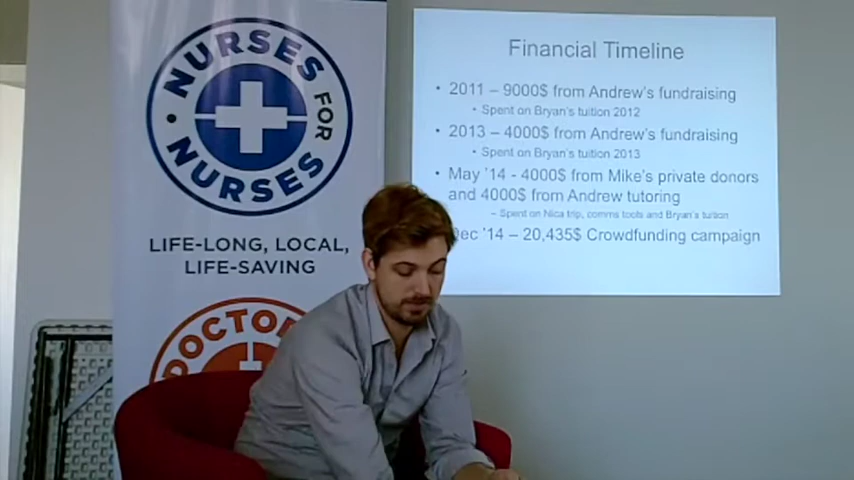 NURSES FOR
NURSES
LIFE-LONG, LOCAL,
LIFE-SAVING
DOCTOR
Financial Timeline
• 2011 – 9000$ from Andrew's fundraising
• Spent on Bryan's tuition 2012
• 2013 – 4000$ from Andrew's fundraising
• Spent on Bryan's tuition 2013
• May '14 - 4000$ from Mike's private donors
and 4000$ from Andrew tutoring
– Spent on Nica trip, comms tools and Bryan's tuition
Dec '14 – 20,435$ Crowdfunding campaign